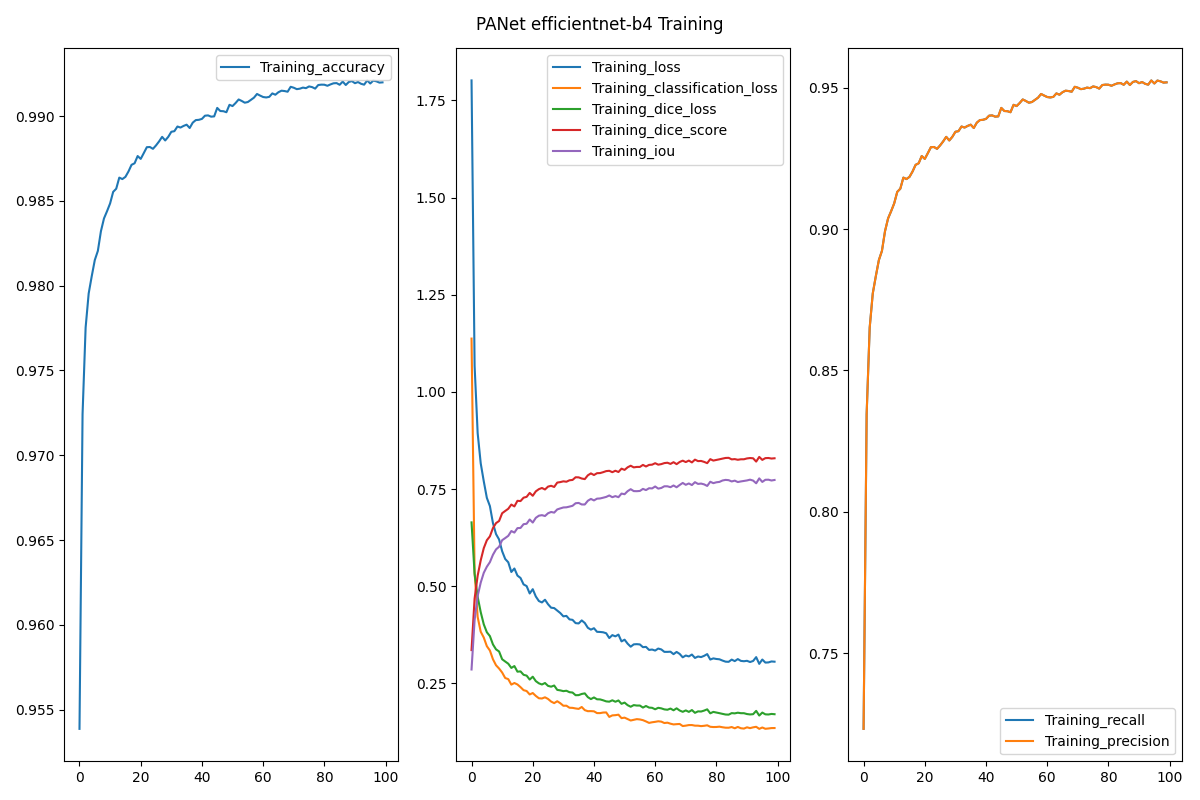 PANet efficientnet-b4 Training
Training_accuracy
0.990
0.985
0.980
0.975
0.970
0.965
0.960
0.955
0 20 40 60 80 100
Training_loss
Training_classification_loss
Training_dice_loss
Training_dice_score
Training_iou
1.75
1.50
1.25
1.00
0.75
0.50
0.25
0 20 40 60 80 100
0.95
0.90
0.85
0.80
0.75
Training_recall
Training_precision
0 20 40 60 80 100